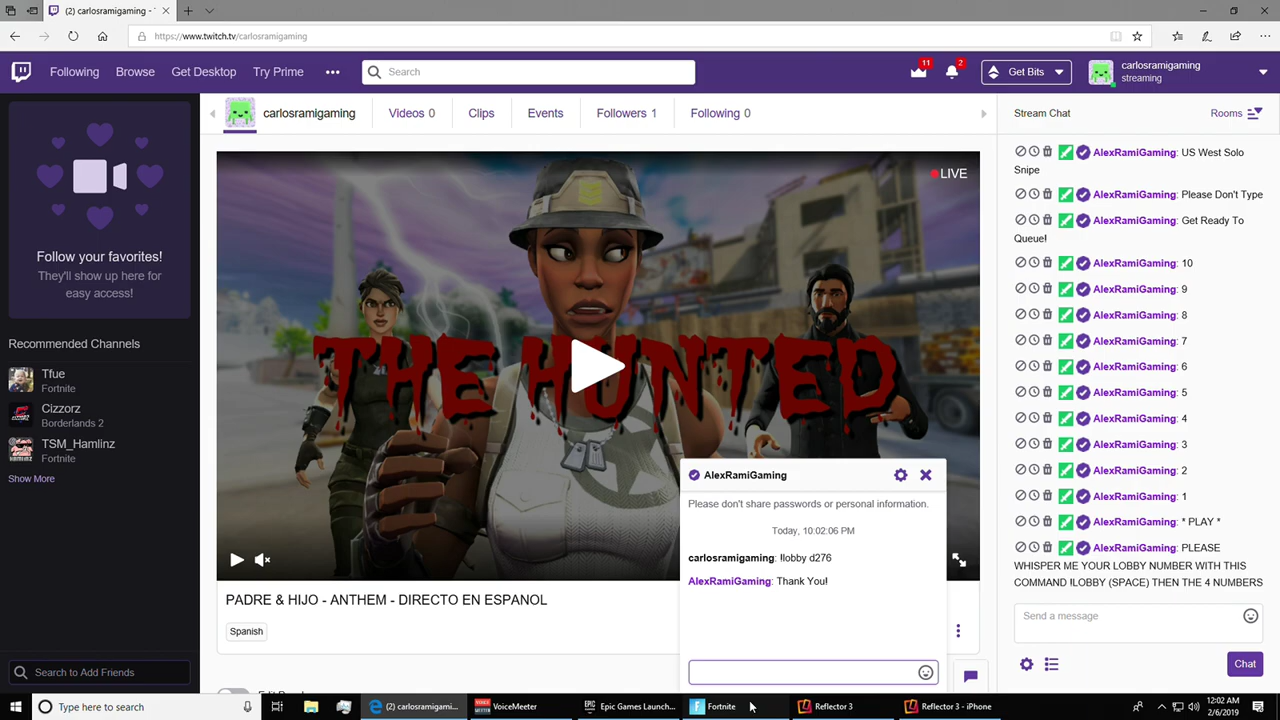 (2) carlosramigaming -
https://www.twitch.tv/carlosramigaming
Following
Browse
Get Desktop
Try Prime
Search
11
2
Get Bits
carlosramigaming
streaming
carlosramigaming
Videos 0
Clips
Events
Followers 1
Following 0
Stream Chat
Rooms
Follow your favorites!
They'll show up here for
easy access!
Recommended Channels
Tfue
Fortnite
Cizzorz
Borderlands 2
TSM_Hamlinz
Fortnite
Show More
Search to Add Friends
LIVE
THE HUNTED
PADRE & HIJO - ANTHEM - DIRECTO EN ESPANOL
Spanish
AlexRamiGaming
Please don't share passwords or personal information.
Today, 10:02:06 PM
carlosramigaming: !lobby d276
AlexRamiGaming: Thank You!
AlexRamiGaming: US West Solo
Snipe
AlexRamiGaming: Please Don't Type
AlexRamiGaming: Get Ready To
Queue!
AlexRamiGaming: 10
AlexRamiGaming: 9
AlexRamiGaming: 8
AlexRamiGaming: 7
AlexRamiGaming: 6
AlexRamiGaming: 5
AlexRamiGaming: 4
AlexRamiGaming: 3
AlexRamiGaming: 2
AlexRamiGaming: 1
AlexRamiGaming: * PLAY *
AlexRamiGaming: PLEASE
WHISPER ME YOUR LOBBY NUMBER WITH THIS
COMMAND !LOBBY (SPACE) THEN THE 4 NUMBERS
Send a message
Chat
Type here to search
(2) carlosramigami...
VoiceMeeter
Epic Games Launch...
Fortnite
Reflector 3
Reflector 3 - iPhone
12:02 AM
2/6/2019